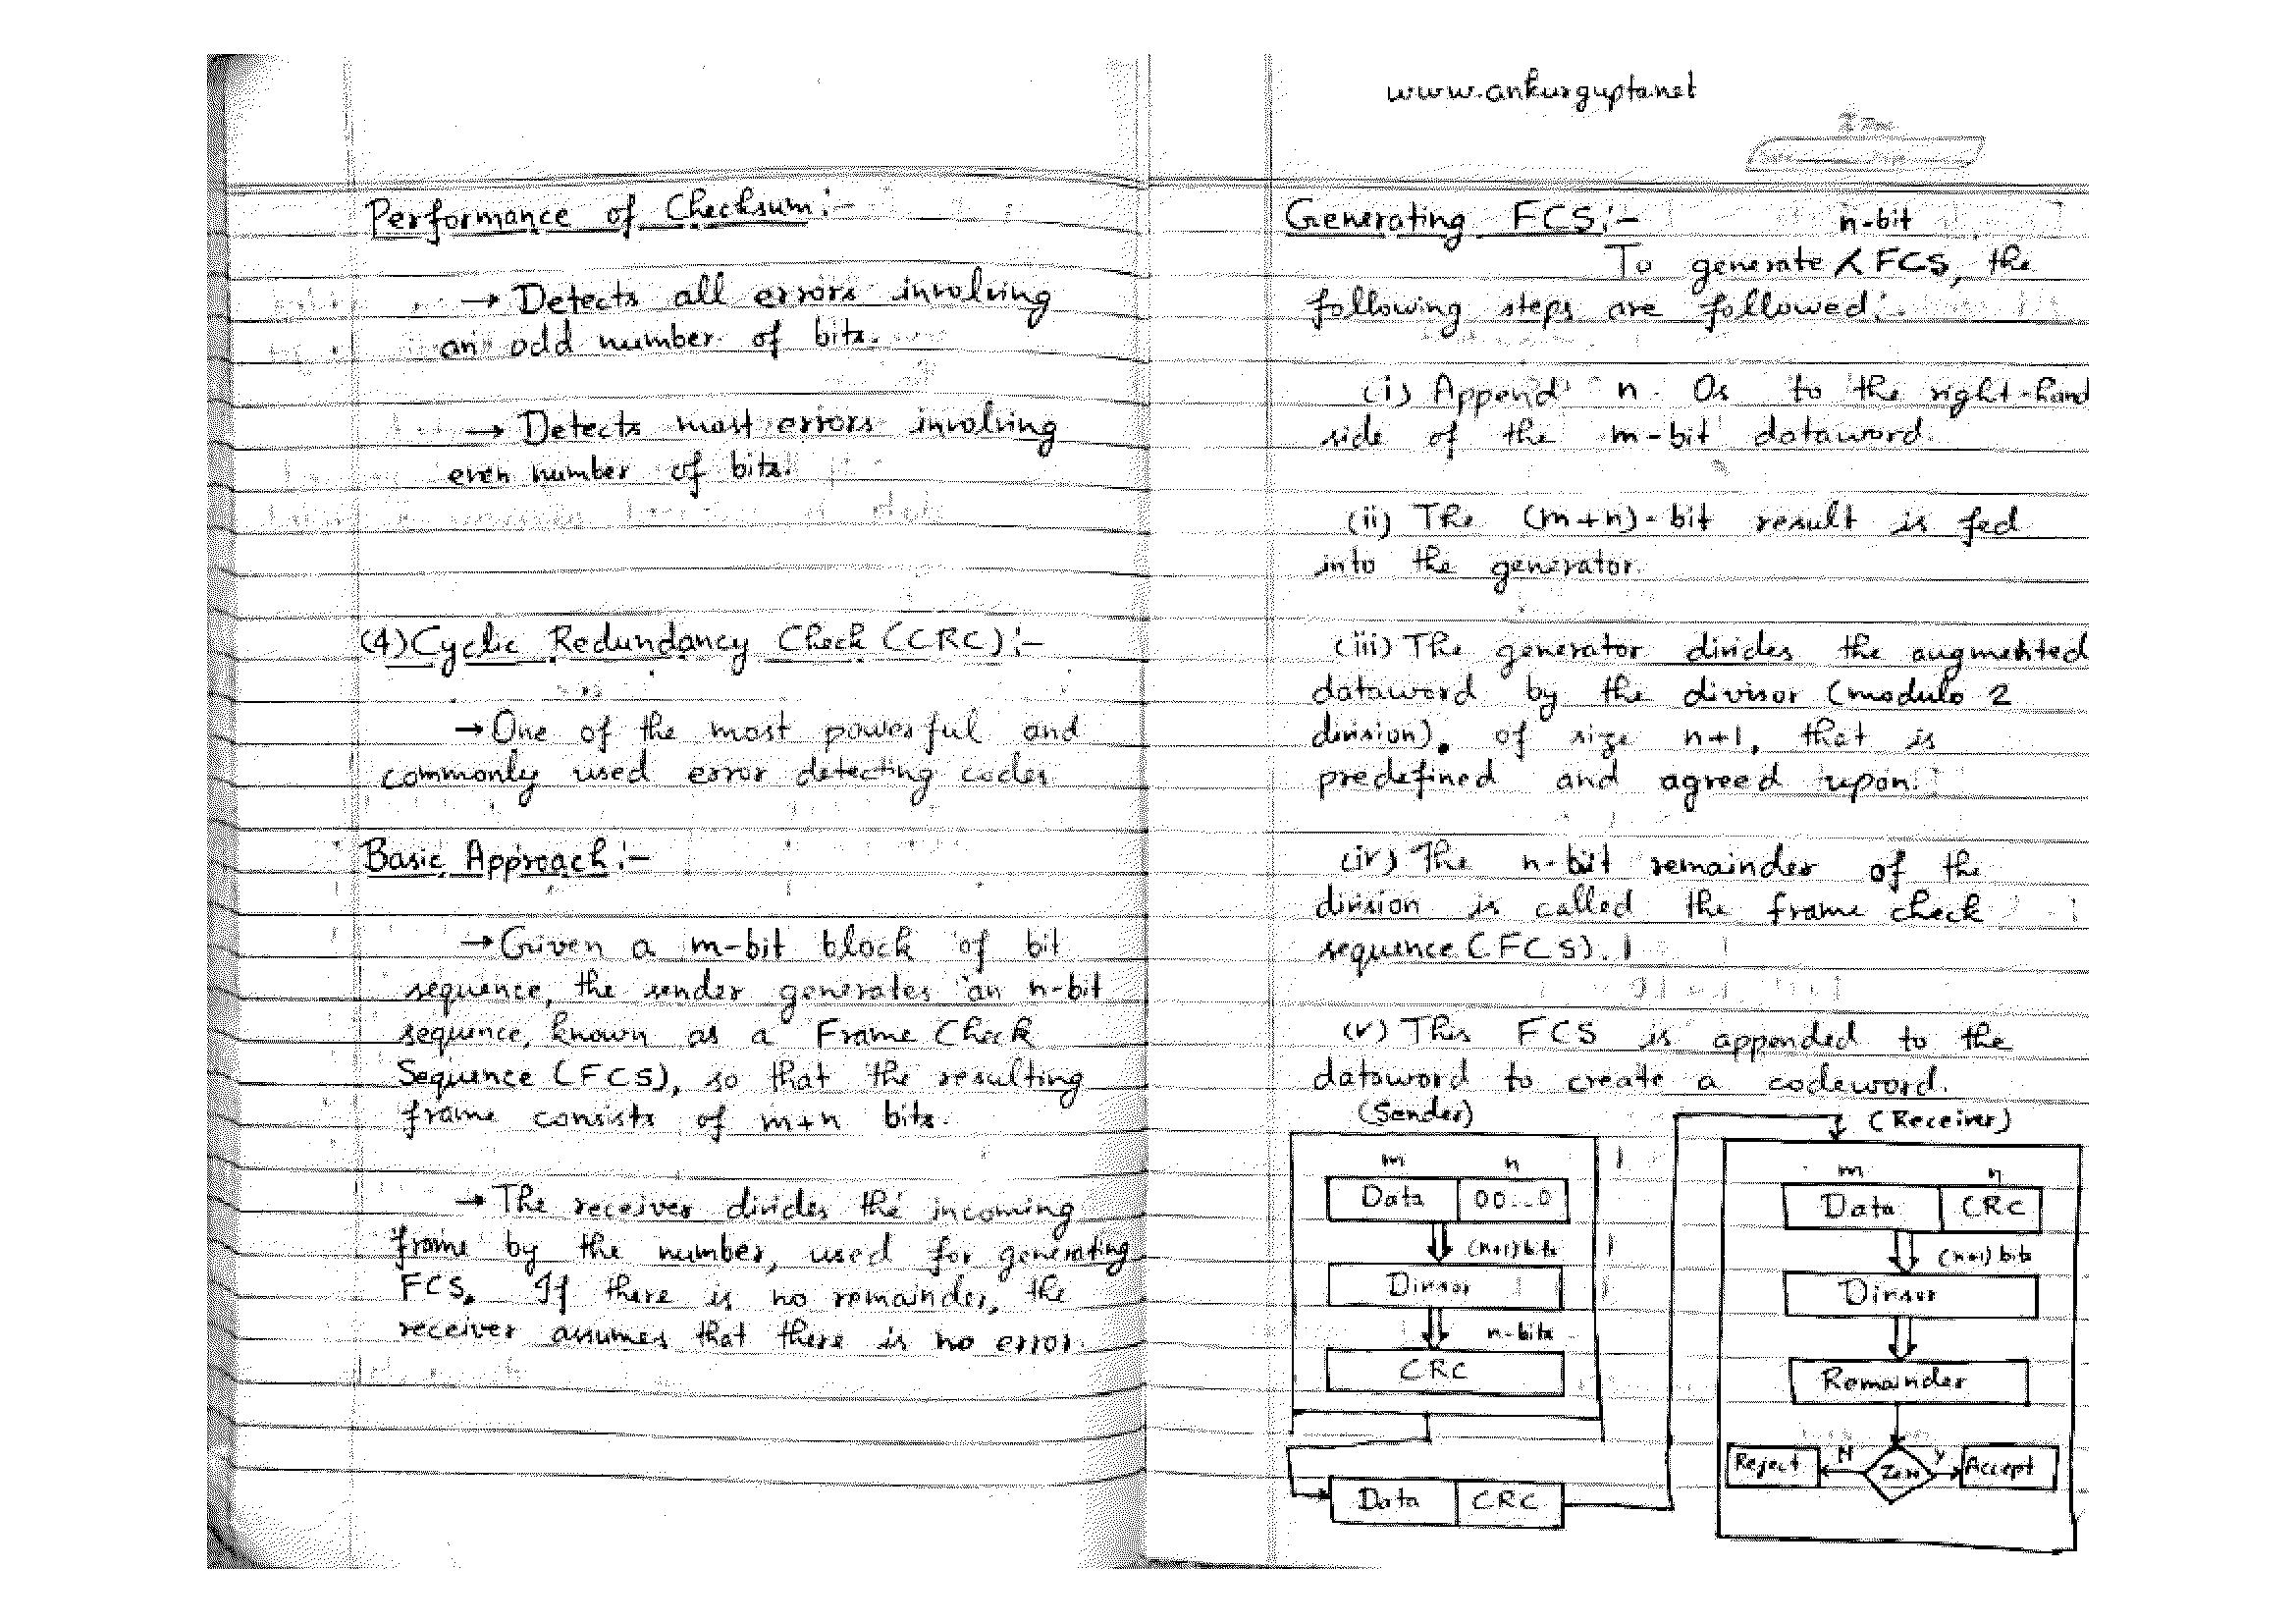 Performance of Checksum:-
→ Detects all errors involving
an odd number of bits.
→ Detects most errors involving
even number of bits.
(4) Cyclic Redundancy Check (CRC):-
→ One of the most powerful and
commonly used error detecting codes
Basic Approach:-
→ Given a m-bit block of bit
sequence, the sender generates an n-bit
sequence, known as a Frame Check
Sequence (FCS), so that the resulting
frame consists of m+n bits.
→ The receiver divides the incoming
frame by the number, used for generating
FCS. If there is no remainder, the
receiver assumes that there is no error.
www.ankurgupta.net
Generating FCS:-
n-bit
To generate ⁁ FCS, the
following steps are followed:
(i) Append n 0s to the right-hand
side of the m-bit dataword.
(ii) The (m+n)-bit result is fed
into the generator.
(iii) The generator divides the augmented
dataword by the divisor (modulo 2
division), of size n+1, that is
predefined and agreed upon.
(iv) The n-bit remainder of the
division is called the frame check
sequence (FCS).
(v) This FCS is appended to the
dataword to create a codeword.
(Sender)
m n
Data 00...0
(n+1) bits
Divisor
n-bits
CRC
Data CRC
(Receiver)
m n
Data CRC
(n+1) bits
Divisor
Remainder
Reject N Zero Y Accept